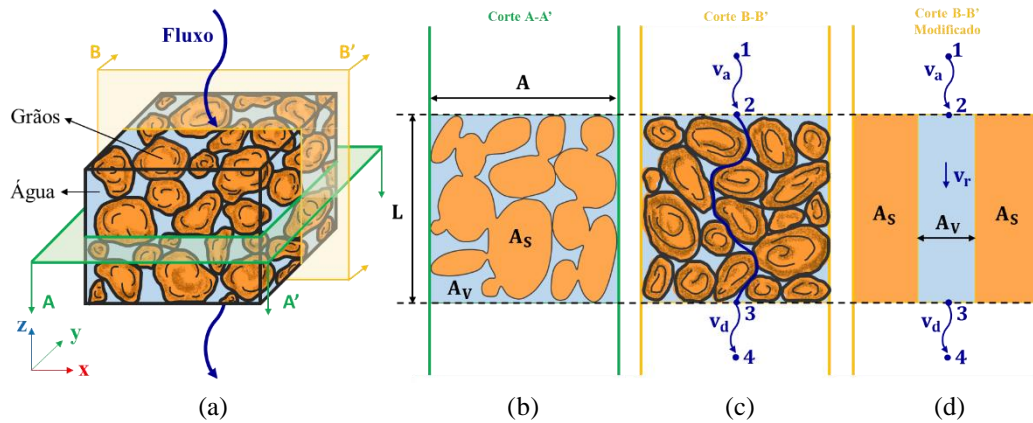 Fluxo
B
B’
Grãos
Água
A
A’
z
y
x
(a)
Corte A-A’
A
L
A_S
A_V
(b)
Corte B-B’
1
v_a
2
3
v_d
4
(c)
Corte B-B’
Modificado
1
v_a
2
v_r
A_S
A_V
A_S
3
v_d
4
(d)